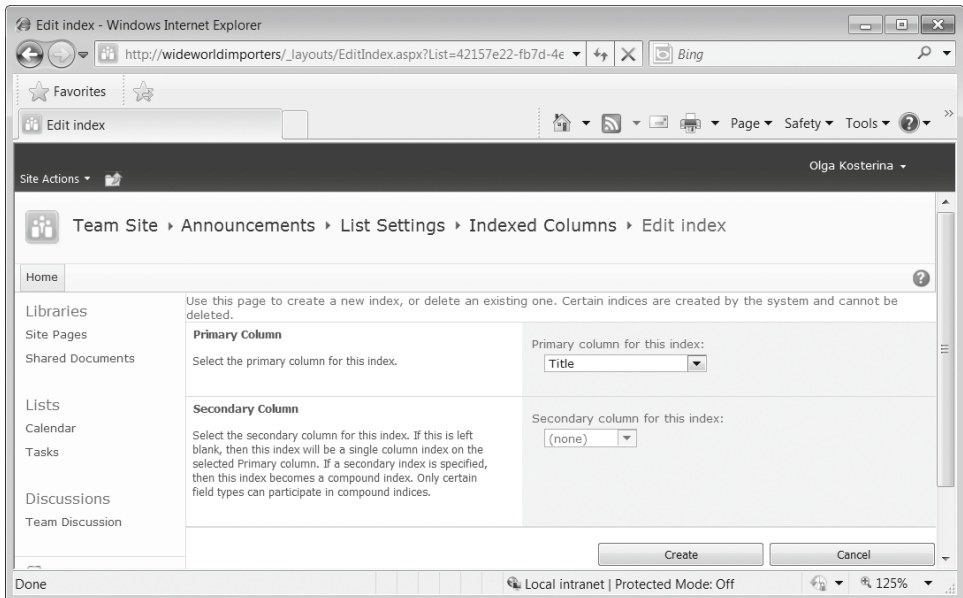 Edit index - Windows Internet Explorer
http://wideworldimporters/_layouts/EditIndex.aspx?List=42157e22-fb7d-4e
Bing
Favorites
Edit index
Page
Safety
Tools
Olga Kosterina
Site Actions
Team Site
Announcements
List Settings
Indexed Columns
Edit index
Home
Libraries
Site Pages
Shared Documents
Lists
Calendar
Tasks
Discussions
Team Discussion
Use this page to create a new index, or delete an existing one. Certain indices are created by the system and cannot be
deleted.
Primary Column
Select the primary column for this index.
Primary column for this index:
Title
Secondary Column
Select the secondary column for this index. If this is left
blank, then this index will be a single column index on the
selected Primary column. If a secondary index is specified,
then this index becomes a compound index. Only certain
field types can participate in compound indices.
Secondary column for this index:
(none)
Create
Cancel
Done
Local intranet | Protected Mode: Off
125%